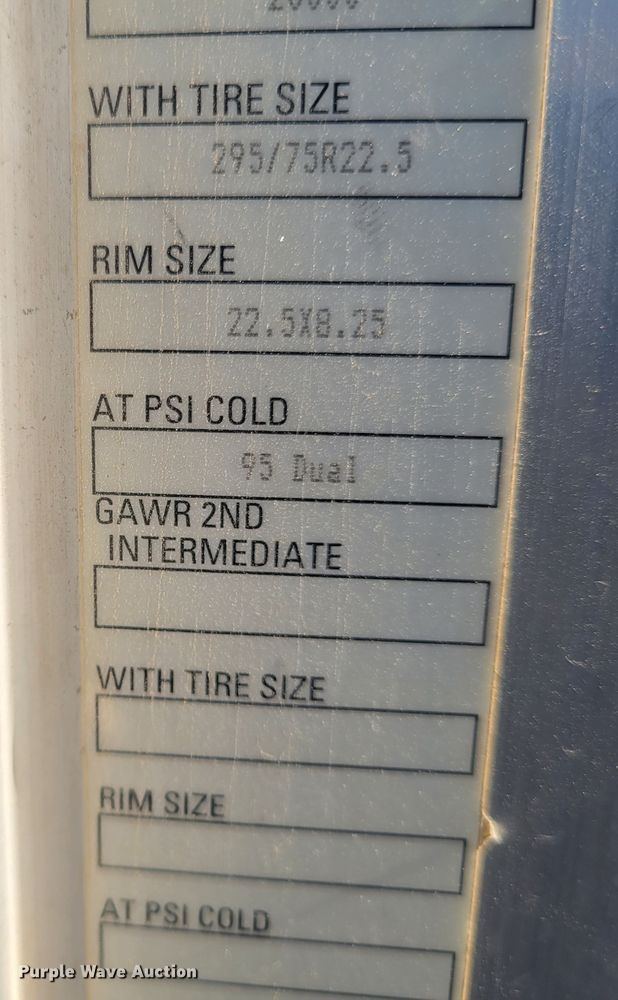 WITH TIRE SIZE
295/75R22.5
RIM SIZE
22.5X8.25
AT PSI COLD
95 Dual
GAWR 2ND
INTERMEDIATE
WITH TIRE SIZE
RIM SIZE
AT PSI COLD
Purple Wave Auction